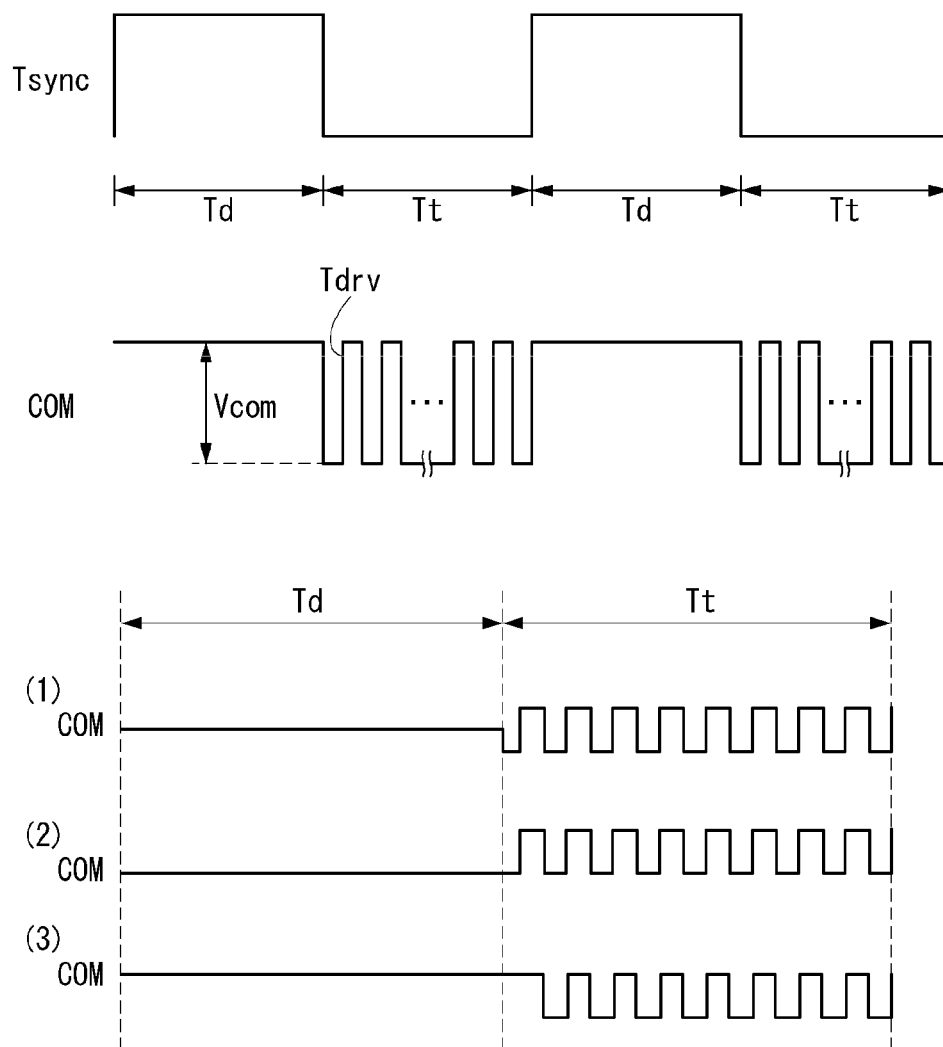 Tsync
Td Tt Td Tt
Tdrv
COM
Vcom
...
...
Td Tt
(1)
COM
(2)
COM
(3)
COM